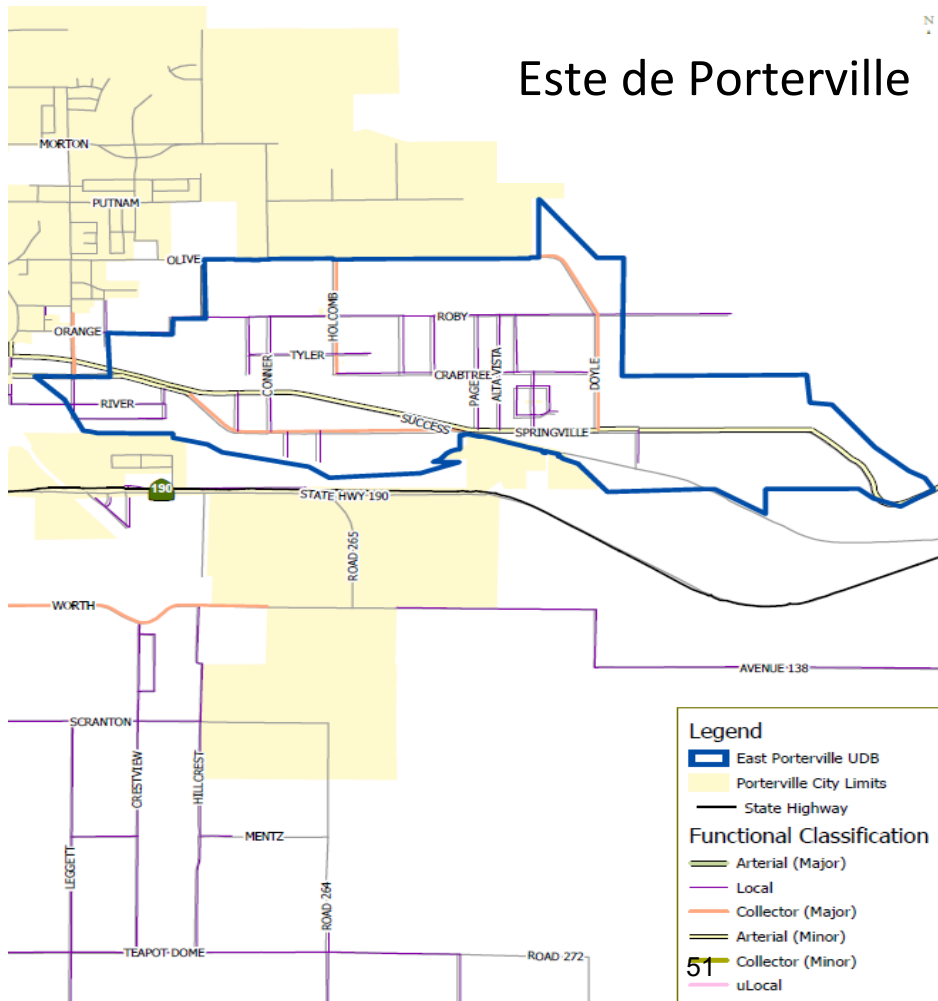 N
Este de Porterville
MORTON
PUTNAM
OLIVE
HOLCOMB
ROBY
ORANGE
TYLER
CONNER
CRABTREE
PAGE
ALTA VISTA
DOYLE
RIVER
SUCCESS
SPRINGVILLE
190
STATE HWY 190
ROAD 265
WORTH
AVENUE 138
SCRANTON
CRESTVIEW
HILLCREST
MENTZ
LEGGETT
ROAD 264
TEAPOT DOME
ROAD 272
Legend
East Porterville UDB
Porterville City Limits
State Highway
Functional Classification
Arterial (Major)
Local
Collector (Major)
Arterial (Minor)
Collector (Minor)
51
uLocal